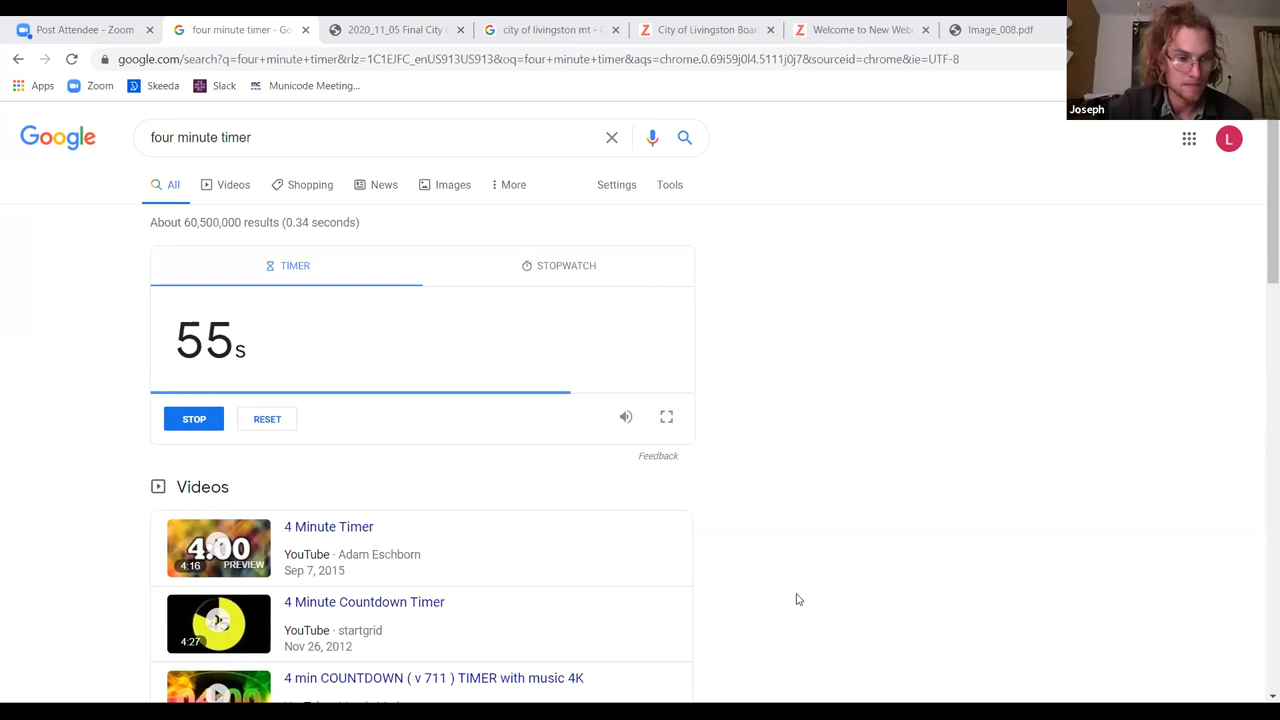 Post Attendee - Zoom
four minute timer - Go
2020_11_05 Final City
city of livingston mt -
City of Livingston Boar
Welcome to New Web
Image_008.pdf
google.com/search?q=four+minute+timer&rlz=1C1EJFC_enUS913US913&oq=four+minute+timer&aqs=chrome.0.69i59j0l4.5111j0j7&sourceid=chrome&ie=UTF-8
Apps Zoom Skeeda Slack Municode Meeting...
Joseph
Google
four minute timer
L
All Videos Shopping News Images More Settings Tools
About 60,500,000 results (0.34 seconds)
TIMER STOPWATCH
55s
STOP RESET
Feedback
Videos
4 Minute Timer
YouTube · Adam Eschborn
Sep 7, 2015
4:00
PREVIEW
4:16
4 Minute Countdown Timer
YouTube · startgrid
Nov 26, 2012
4:27
4 min COUNTDOWN ( v 711 ) TIMER with music 4K